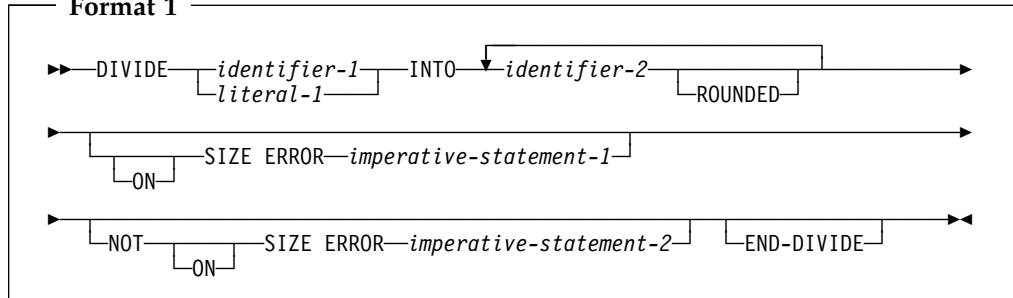 Format 1
DIVIDE identifier-1 INTO identifier-2
literal-1 ROUNDED
SIZE ERROR imperative-statement-1
ON
NOT SIZE ERROR imperative-statement-2 END-DIVIDE
ON